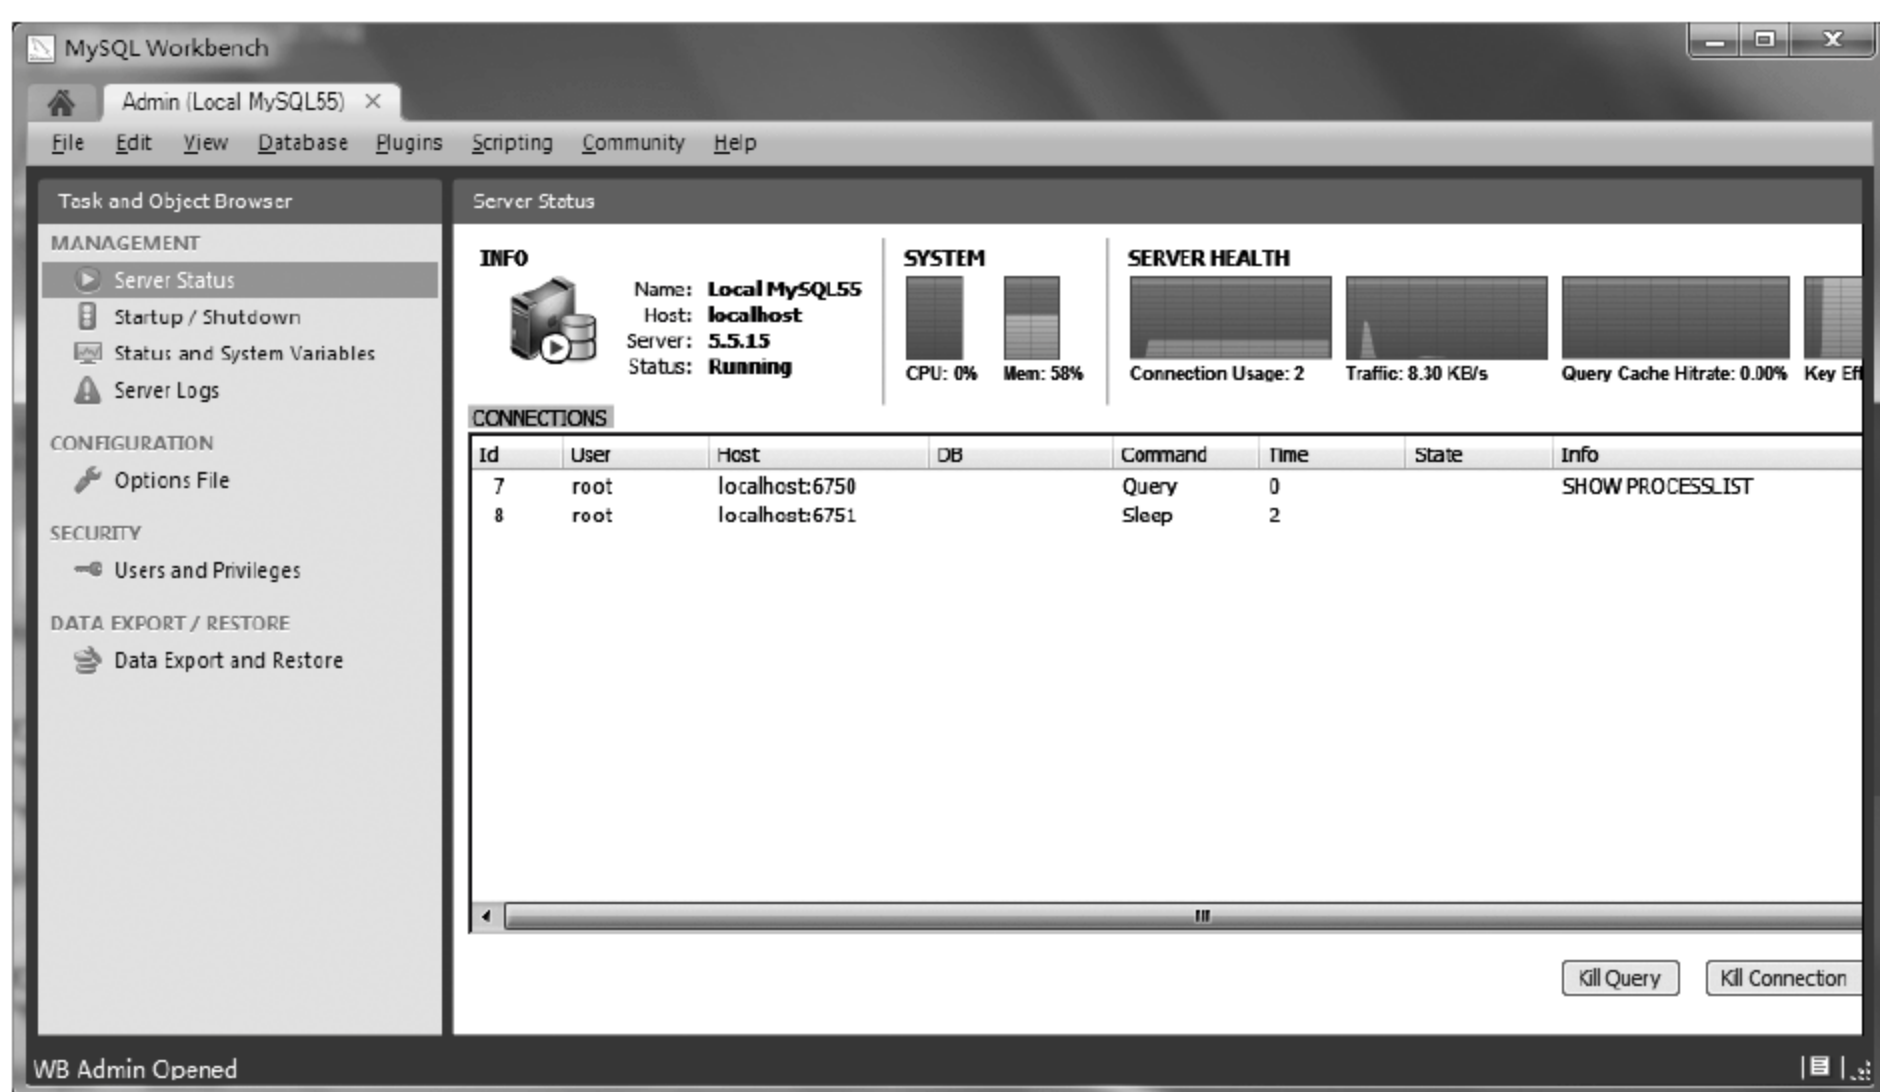 MySQL Workbench
Admin (Local MySQL55)
File Edit View Database Plugins Scripting Community Help
Task and Object Browser
MANAGEMENT
Server Status
Startup / Shutdown
Status and System Variables
Server Logs
CONFIGURATION
Options File
SECURITY
Users and Privileges
DATA EXPORT / RESTORE
Data Export and Restore
Server Status
INFO
Name: Local MySQL55
Host: localhost
Server: 5.5.15
Status: Running
SYSTEM
CPU: 0% Mem: 58%
SERVER HEALTH
Connection Usage: 2 Traffic: 8.30 KB/s Query Cache Hitrate: 0.00% Key Eff
CONNECTIONS
Id User Host DB Command Time State Info
7 root localhost:6750 Query 0 SHOW PROCESSLIST
8 root localhost:6751 Sleep 2
Kill Query Kill Connection
WB Admin Opened